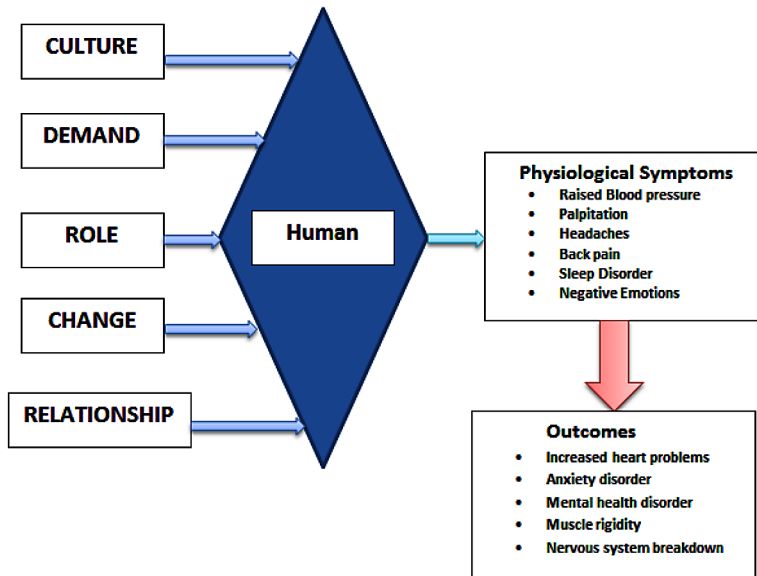 CULTURE
DEMAND
ROLE
CHANGE
RELATIONSHIP
Human
Physiological Symptoms
• Raised Blood pressure
• Palpitation
• Headaches
• Back pain
• Sleep Disorder
• Negative Emotions
Outcomes
• Increased heart problems
• Anxiety disorder
• Mental health disorder
• Muscle rigidity
• Nervous system breakdown